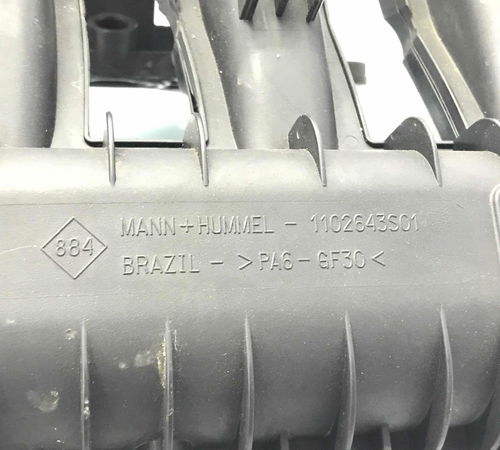 884
MANN+HUMMEL - 1102643S01
BRAZIL - >PA6-GF30<